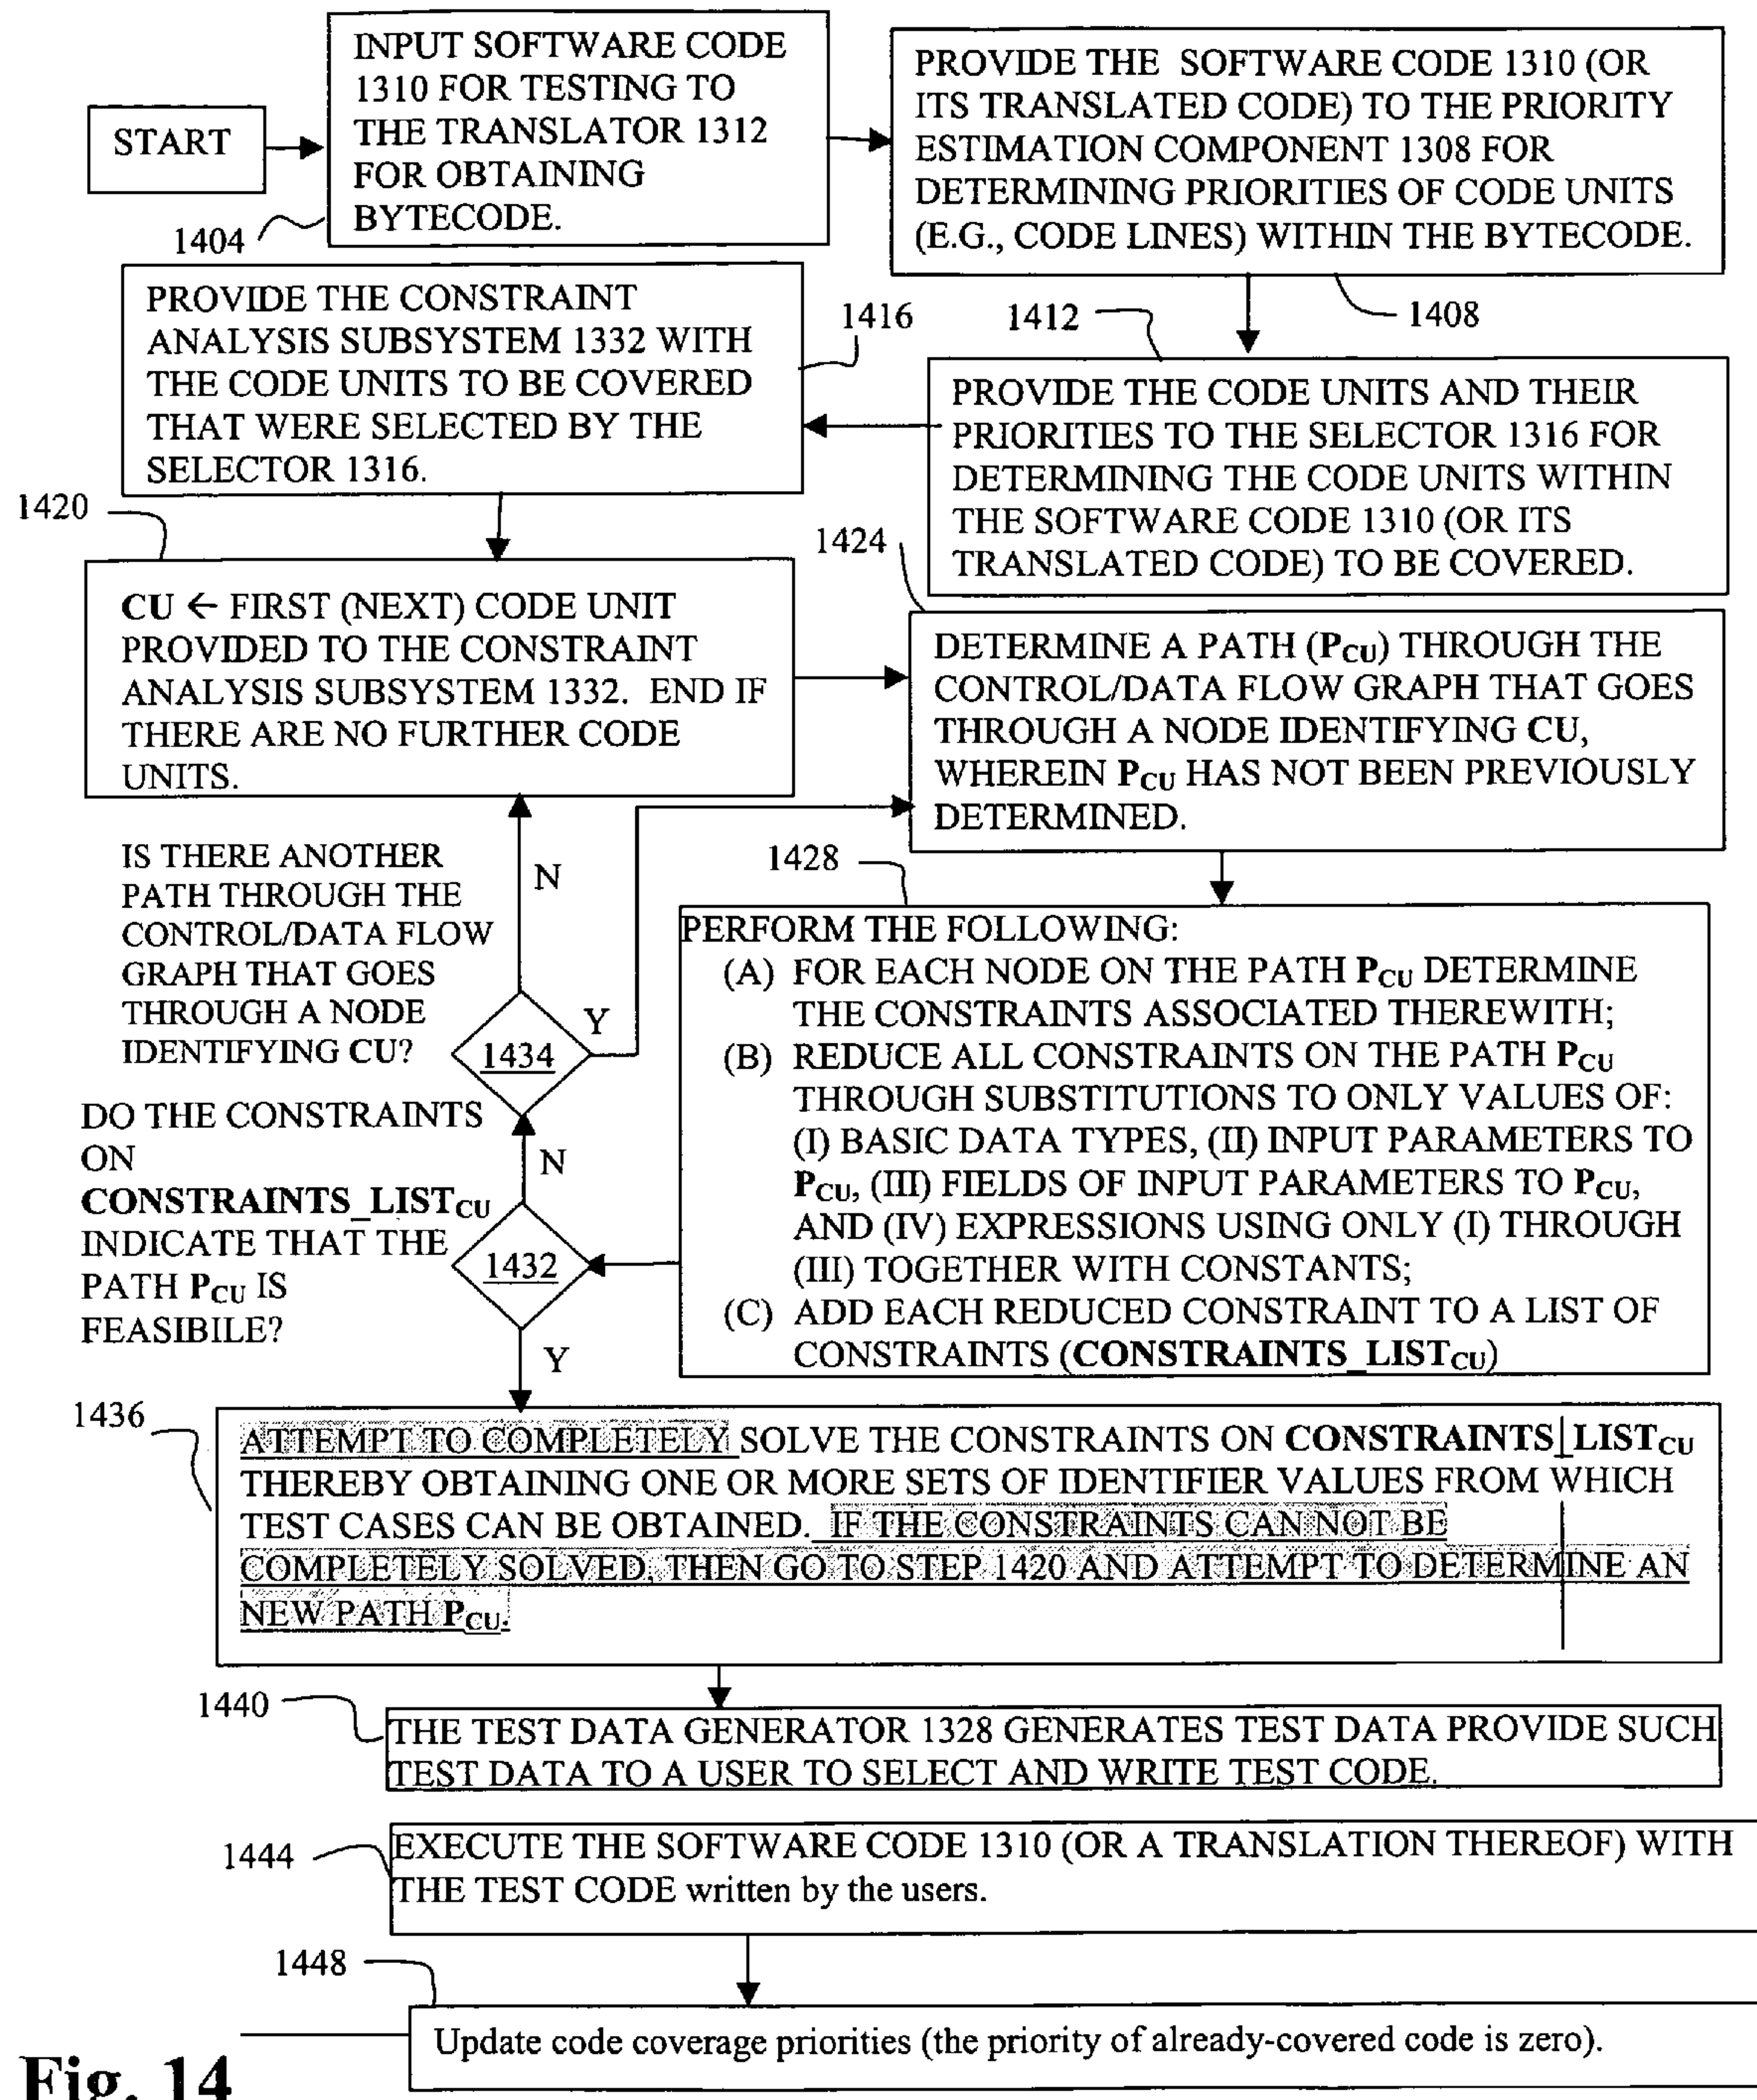 START
INPUT SOFTWARE CODE
1310 FOR TESTING TO
THE TRANSLATOR 1312
FOR OBTAINING
BYTECODE.
1404
PROVIDE THE SOFTWARE CODE 1310 (OR
ITS TRANSLATED CODE) TO THE PRIORITY
ESTIMATION COMPONENT 1308 FOR
DETERMINING PRIORITIES OF CODE UNITS
(E.G., CODE LINES) WITHIN THE BYTECODE.
1408
1412
PROVIDE THE CODE UNITS AND THEIR
PRIORITIES TO THE SELECTOR 1316 FOR
DETERMINING THE CODE UNITS WITHIN
THE SOFTWARE CODE 1310 (OR ITS
TRANSLATED CODE) TO BE COVERED.
1416
PROVIDE THE CONSTRAINT
ANALYSIS SUBSYSTEM 1332 WITH
THE CODE UNITS TO BE COVERED
THAT WERE SELECTED BY THE
SELECTOR 1316.
1420
CU ← FIRST (NEXT) CODE UNIT
PROVIDED TO THE CONSTRAINT
ANALYSIS SUBSYSTEM 1332. END IF
THERE ARE NO FURTHER CODE
UNITS.
1424
DETERMINE A PATH (PCU) THROUGH THE
CONTROL/DATA FLOW GRAPH THAT GOES
THROUGH A NODE IDENTIFYING CU,
WHEREIN PCU HAS NOT BEEN PREVIOUSLY
DETERMINED.
1428
PERFORM THE FOLLOWING:
(A) FOR EACH NODE ON THE PATH PCU DETERMINE
THE CONSTRAINTS ASSOCIATED THEREWITH;
(B) REDUCE ALL CONSTRAINTS ON THE PATH PCU
THROUGH SUBSTITUTIONS TO ONLY VALUES OF:
(I) BASIC DATA TYPES, (II) INPUT PARAMETERS TO
PCU, (III) FIELDS OF INPUT PARAMETERS TO PCU,
AND (IV) EXPRESSIONS USING ONLY (I) THROUGH
(III) TOGETHER WITH CONSTANTS;
(C) ADD EACH REDUCED CONSTRAINT TO A LIST OF
CONSTRAINTS (CONSTRAINTS_LISTCU)
IS THERE ANOTHER
PATH THROUGH THE
CONTROL/DATA FLOW
GRAPH THAT GOES
THROUGH A NODE
IDENTIFYING CU?
N
Y
1434
DO THE CONSTRAINTS
ON
CONSTRAINTS_LISTCU
INDICATE THAT THE
PATH PCU IS
FEASIBILE?
N
1432
Y
1436
ATTEMPT TO COMPLETELY SOLVE THE CONSTRAINTS ON CONSTRAINTS_LISTCU
THEREBY OBTAINING ONE OR MORE SETS OF IDENTIFIER VALUES FROM WHICH
TEST CASES CAN BE OBTAINED. IF THE CONSTRAINTS CAN NOT BE
COMPLETELY SOLVED, THEN GO TO STEP 1420 AND ATTEMPT TO DETERMINE AN
NEW PATH PCU.
1440
THE TEST DATA GENERATOR 1328 GENERATES TEST DATA PROVIDE SUCH
TEST DATA TO A USER TO SELECT AND WRITE TEST CODE.
1444
EXECUTE THE SOFTWARE CODE 1310 (OR A TRANSLATION THEREOF) WITH
THE TEST CODE written by the users.
1448
Update code coverage priorities (the priority of already-covered code is zero).
Fig. 14